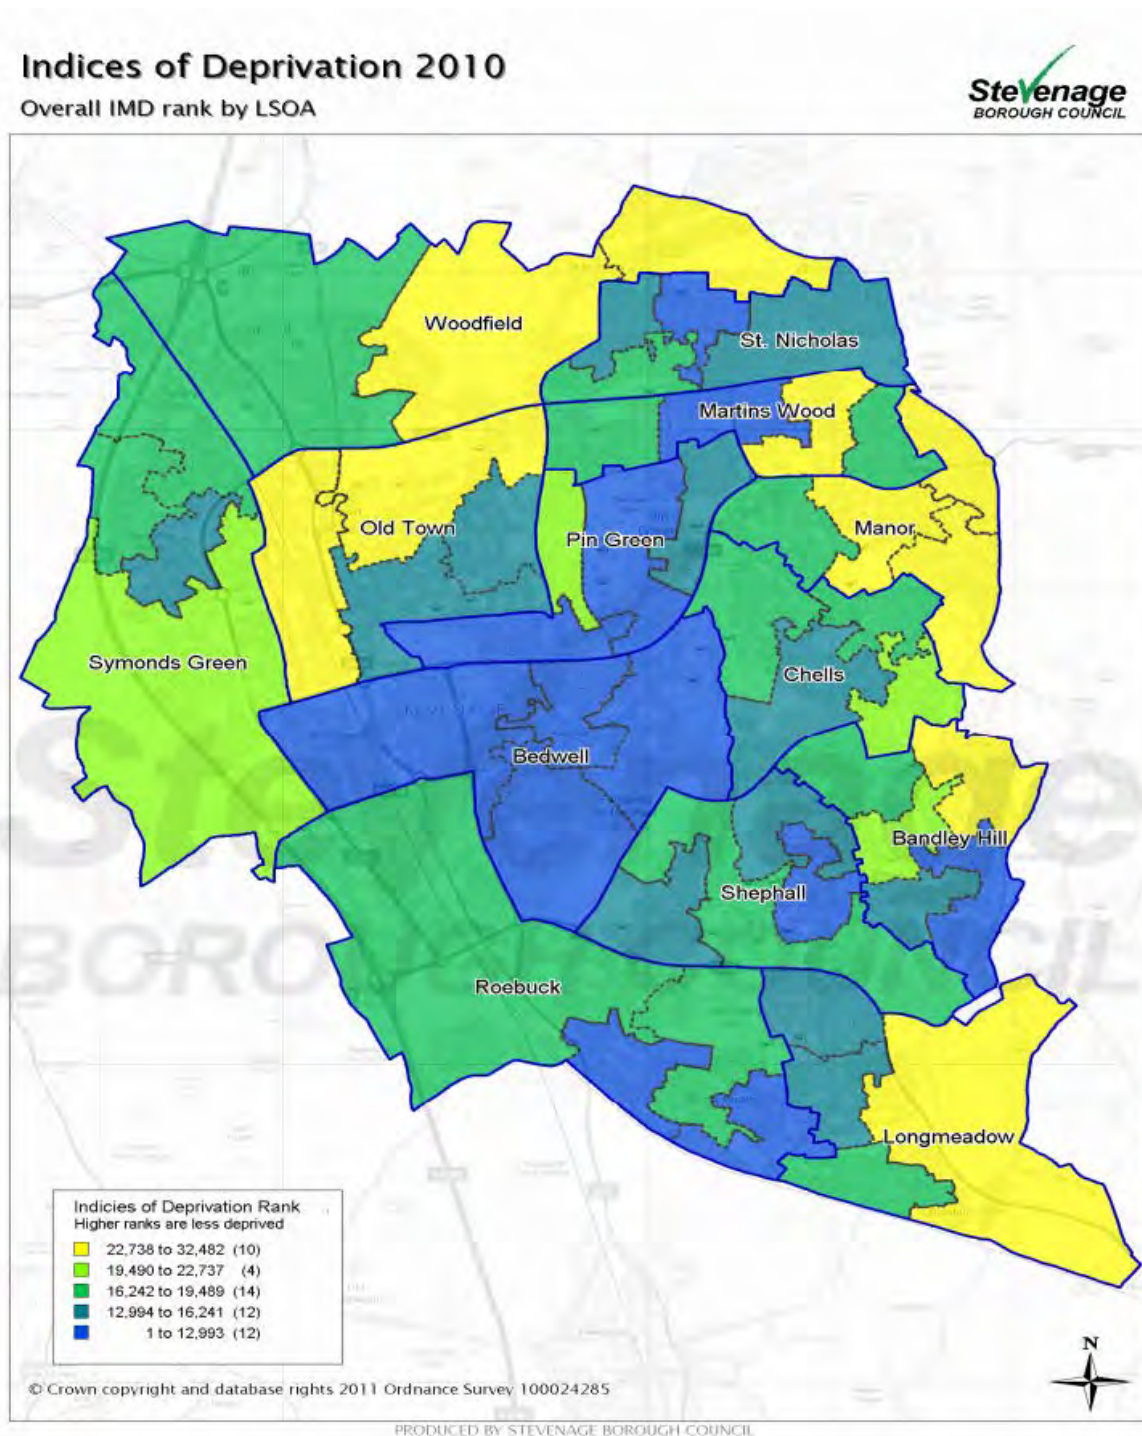 Indices of Deprivation 2010
Overall IMD rank by LSOA
Stevenage
BOROUGH COUNCIL
Woodfield
St. Nicholas
Martins Wood
Old Town
Pin Green
Manor
Symonds Green
Chells
Bedwell
Bandley Hill
Shephall
Roebuck
Longmeadow
Stevenage
BOROUGH COUNCIL
Indicies of Deprivation Rank
Higher ranks are less deprived
22,738 to 32,482 (10)
19,490 to 22,737 (4)
16,242 to 19,489 (14)
12,994 to 16,241 (12)
1 to 12,993 (12)
N
© Crown copyright and database rights 2011 Ordnance Survey 100024285
PRODUCED BY STEVENAGE BOROUGH COUNCIL